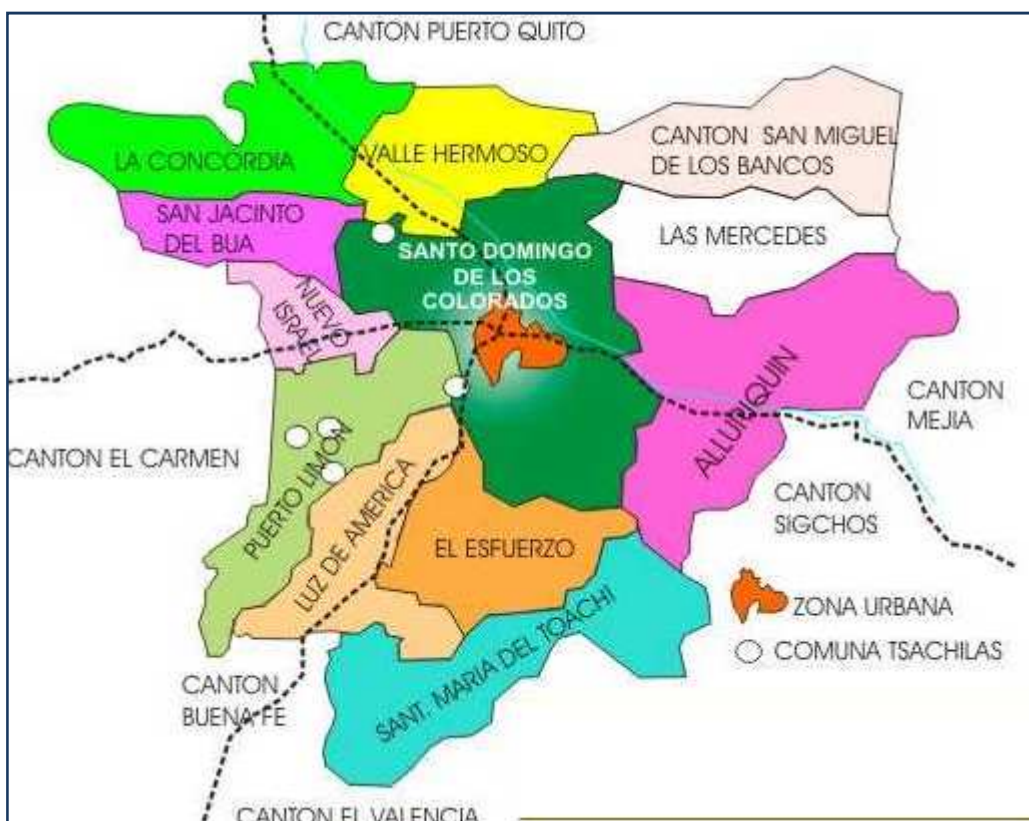 CANTON PUERTO QUITO
LA CONCORDIA
VALLE HERMOSO
CANTON SAN MIGUEL
DE LOS BANCOS
SAN JACINTO
DEL BUA
LAS MERCEDES
SANTO DOMINGO
DE LOS
COLORADOS
NUEVO
ISRAEL
ALLURIQUIN
CANTON
MEJIA
CANTON EL CARMEN
PUERTO LIMON
LUZ DE AMERICA
CANTON
SIGCHOS
EL ESFUERZO
ZONA URBANA
COMUNA TSACHILAS
SANT. MARIA DEL TOACHI
CANTON
BUENA FE
CANTON EL VALENCIA